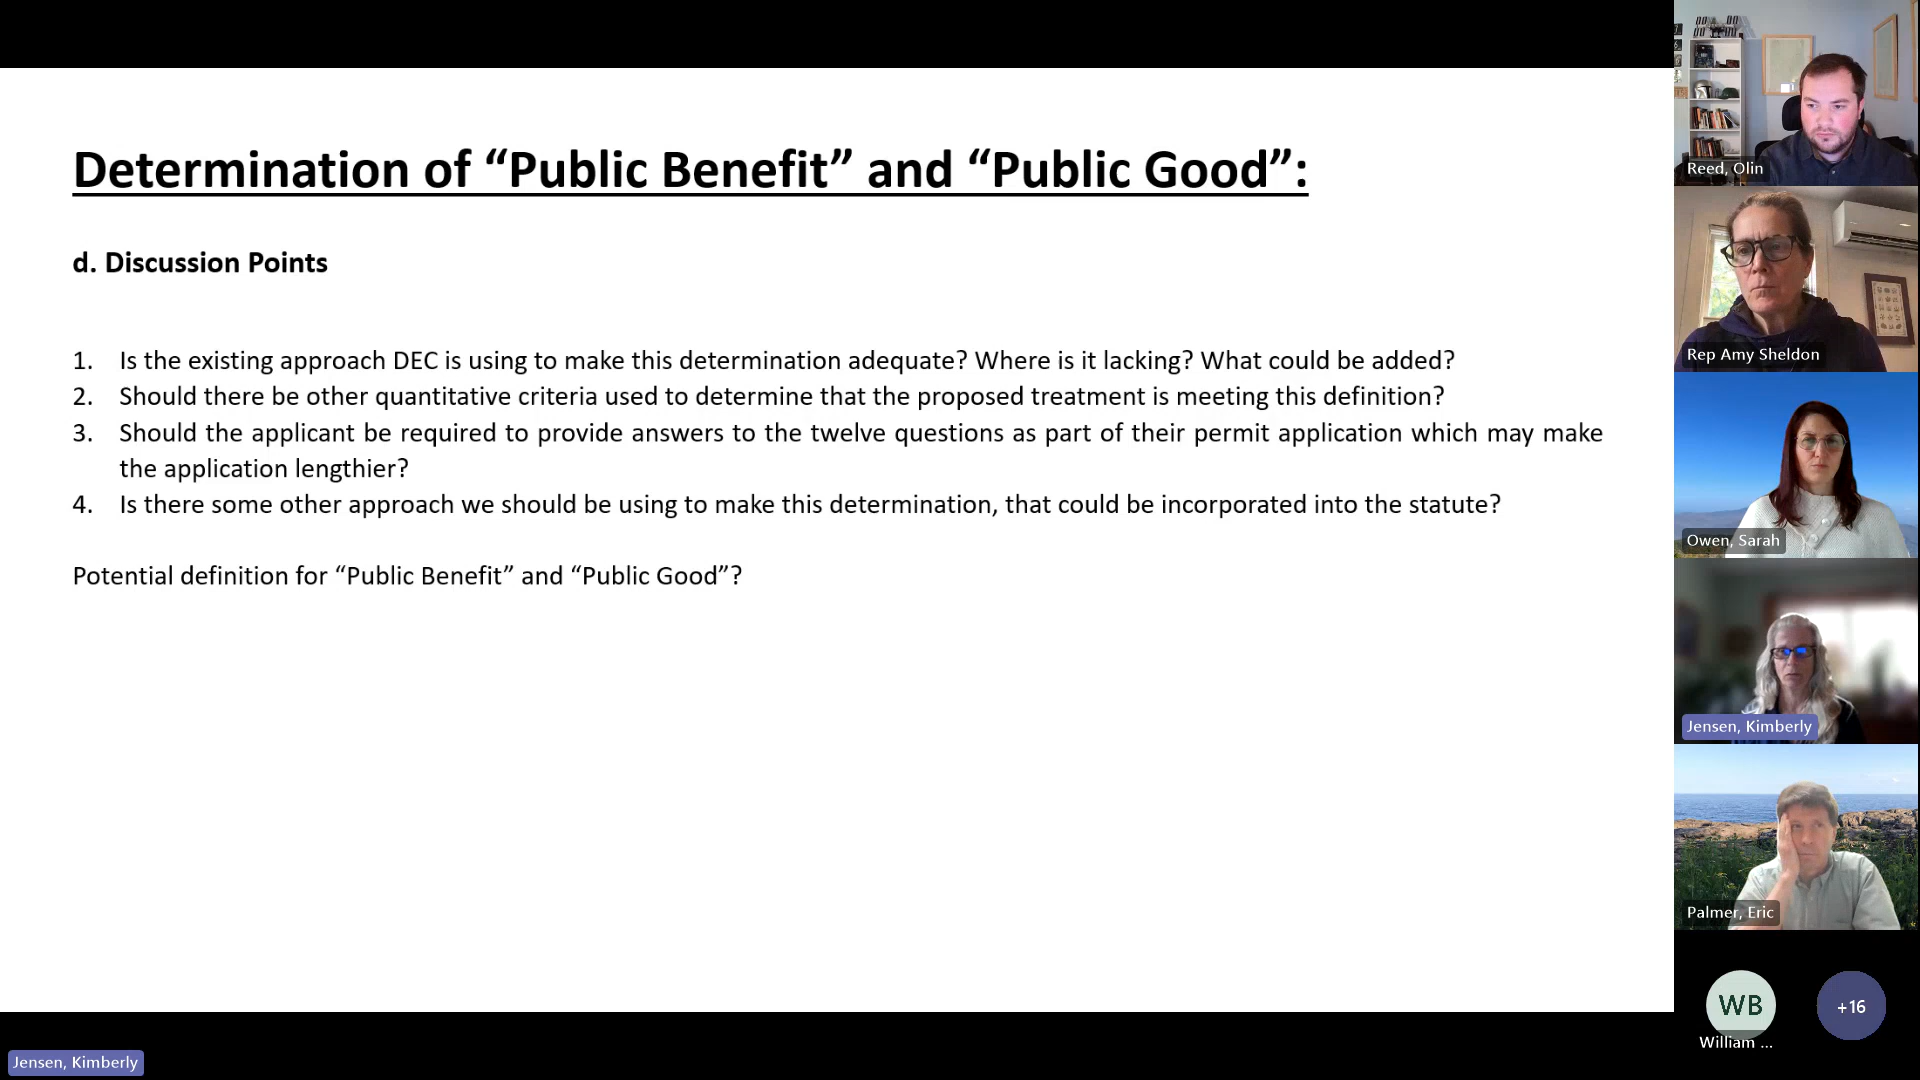 Determination of “Public Benefit” and “Public Good”:
d. Discussion Points
1. Is the existing approach DEC is using to make this determination adequate? Where is it lacking? What could be added?
2. Should there be other quantitative criteria used to determine that the proposed treatment is meeting this definition?
3. Should the applicant be required to provide answers to the twelve questions as part of their permit application which may make
the application lengthier?
4. Is there some other approach we should be using to make this determination, that could be incorporated into the statute?
Potential definition for “Public Benefit” and “Public Good”?
Reed, Olin
Rep Amy Sheldon
Owen, Sarah
Jensen, Kimberly
Palmer, Eric
WB
+16
William ...
Jensen, Kimberly